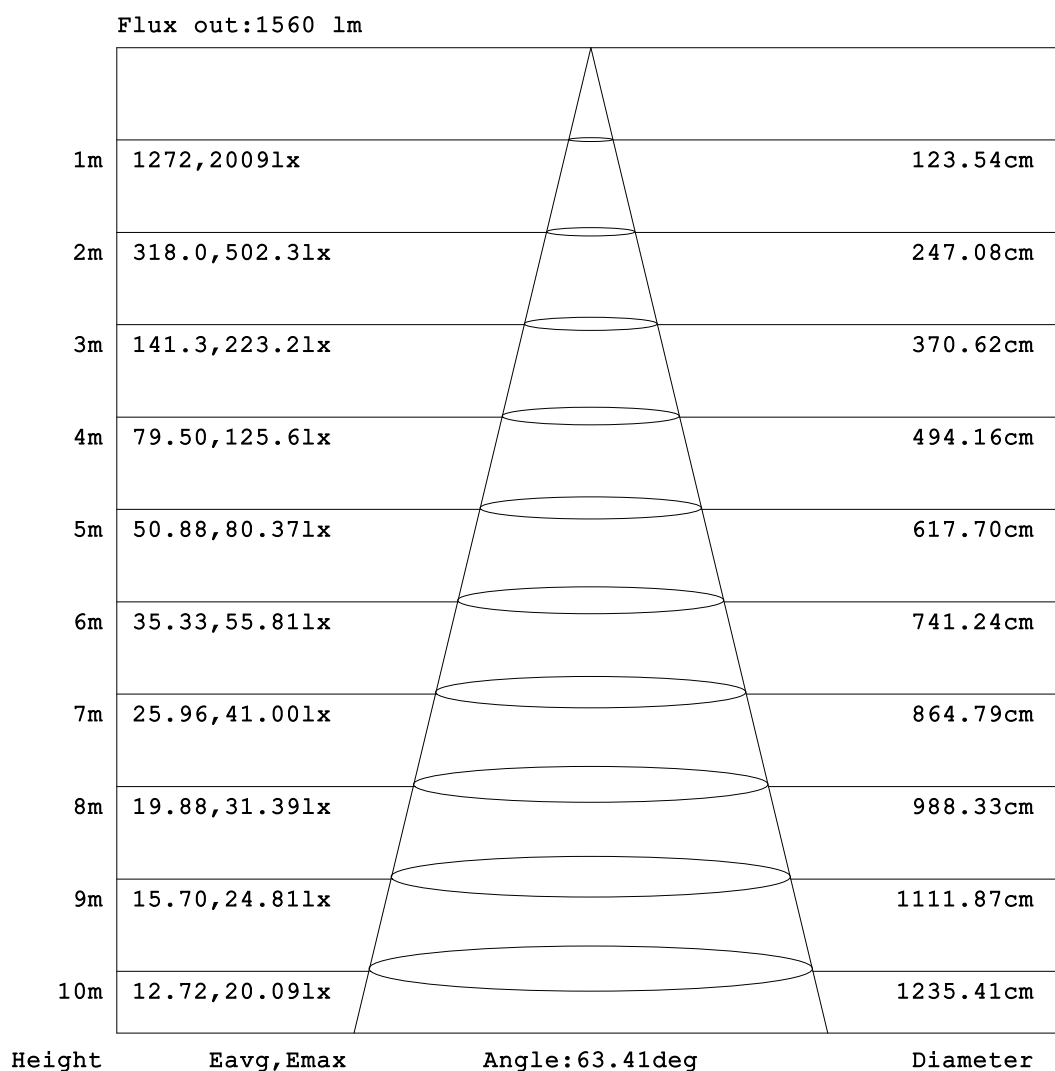 Flux out:1560 lm
1m 1272,2009lx 123.54cm
2m 318.0,502.3lx 247.08cm
3m 141.3,223.2lx 370.62cm
4m 79.50,125.6lx 494.16cm
5m 50.88,80.37lx 617.70cm
6m 35.33,55.81lx 741.24cm
7m 25.96,41.00lx 864.79cm
8m 19.88,31.39lx 988.33cm
9m 15.70,24.81lx 1111.87cm
10m 12.72,20.09lx 1235.41cm
Height Eavg,Emax Angle:63.41deg Diameter